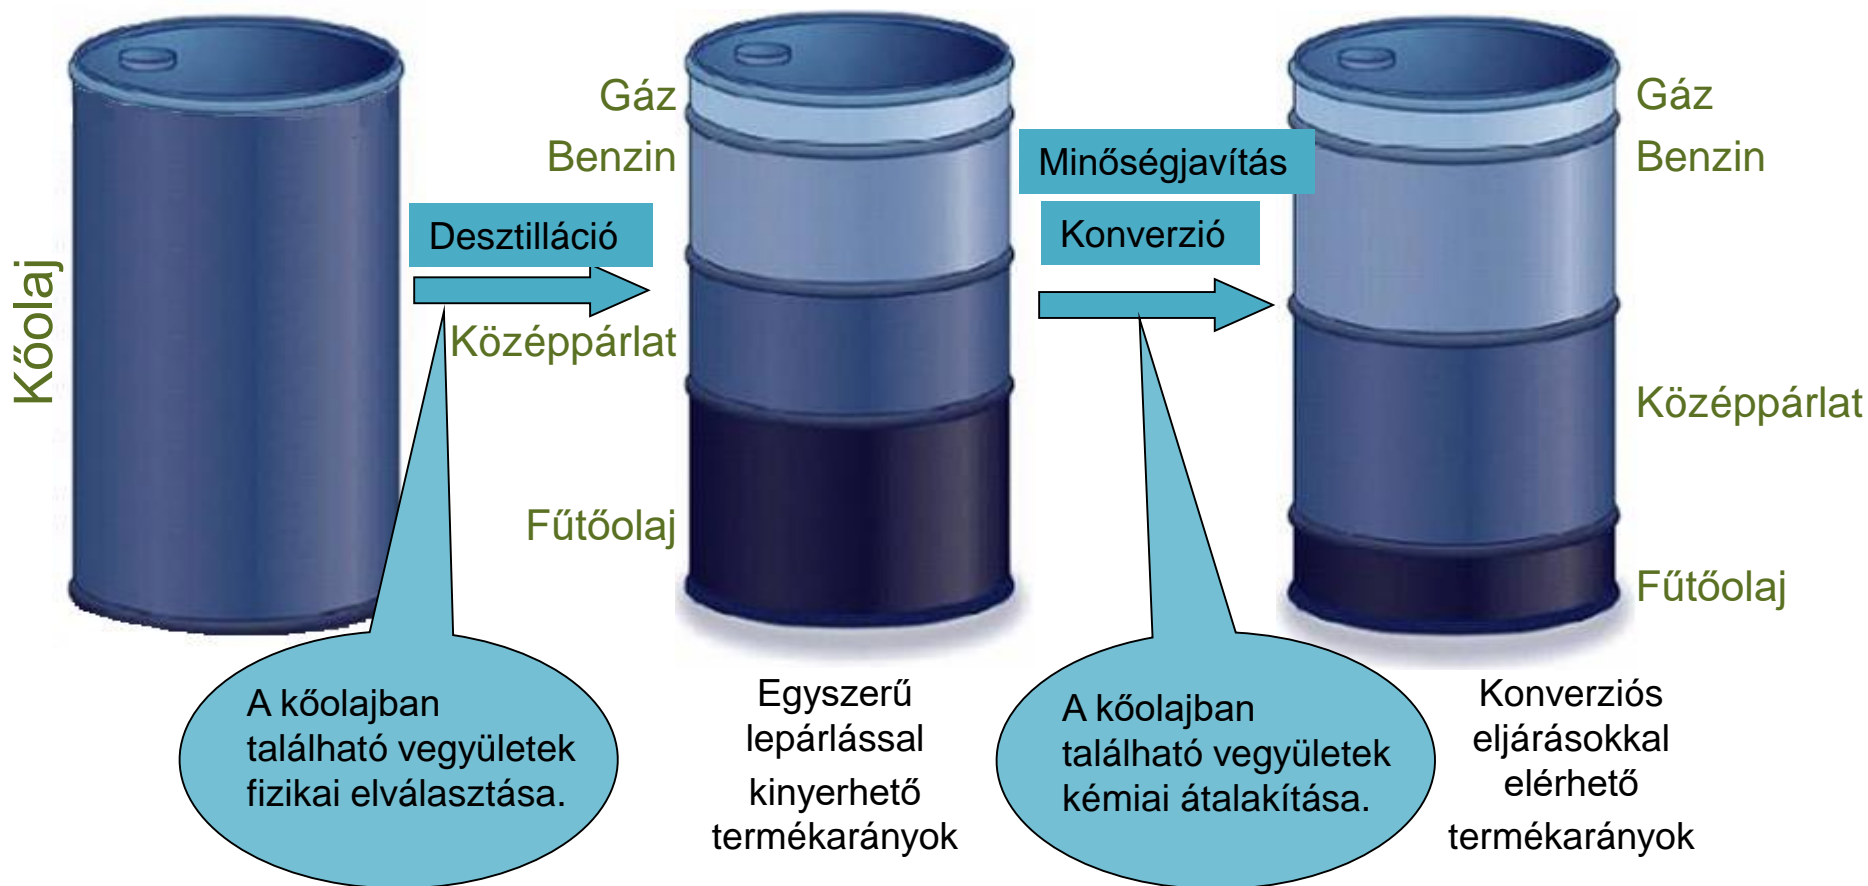 Kőolaj
Desztilláció
A kőolajban
található vegyületek
fizikai elválasztása.
Gáz
Benzin
Középpárlat
Fűtőolaj
Egyszerű
lepárlással
kinyerhető
termékarányok
Minőségjavítás
Konverzió
A kőolajban
található vegyületek
kémiai átalakítása.
Gáz
Benzin
Középpárlat
Fűtőolaj
Konverziós
eljárásokkal
elérhető
termékarányok